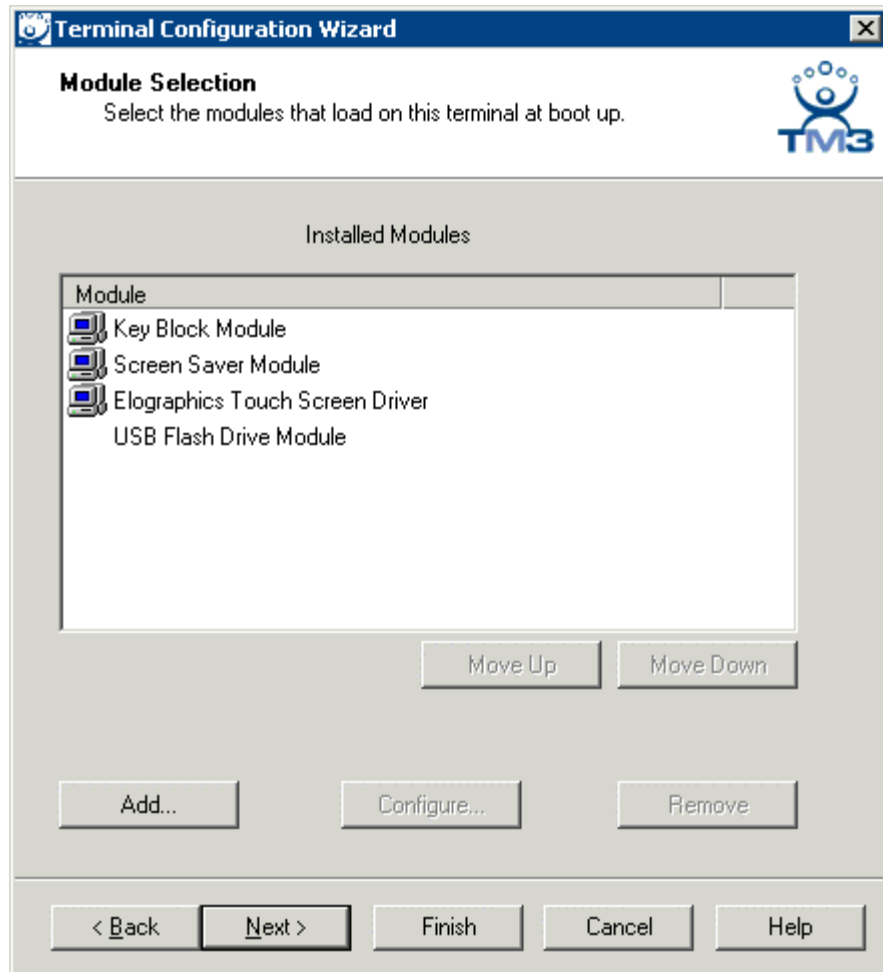 Terminal Configuration Wizard
Module Selection
Select the modules that load on this terminal at boot up.
TM3
Installed Modules
Module
Key Block Module
Screen Saver Module
Elographics Touch Screen Driver
USB Flash Drive Module
Move Up Move Down
Add... Configure... Remove
< Back Next > Finish Cancel Help